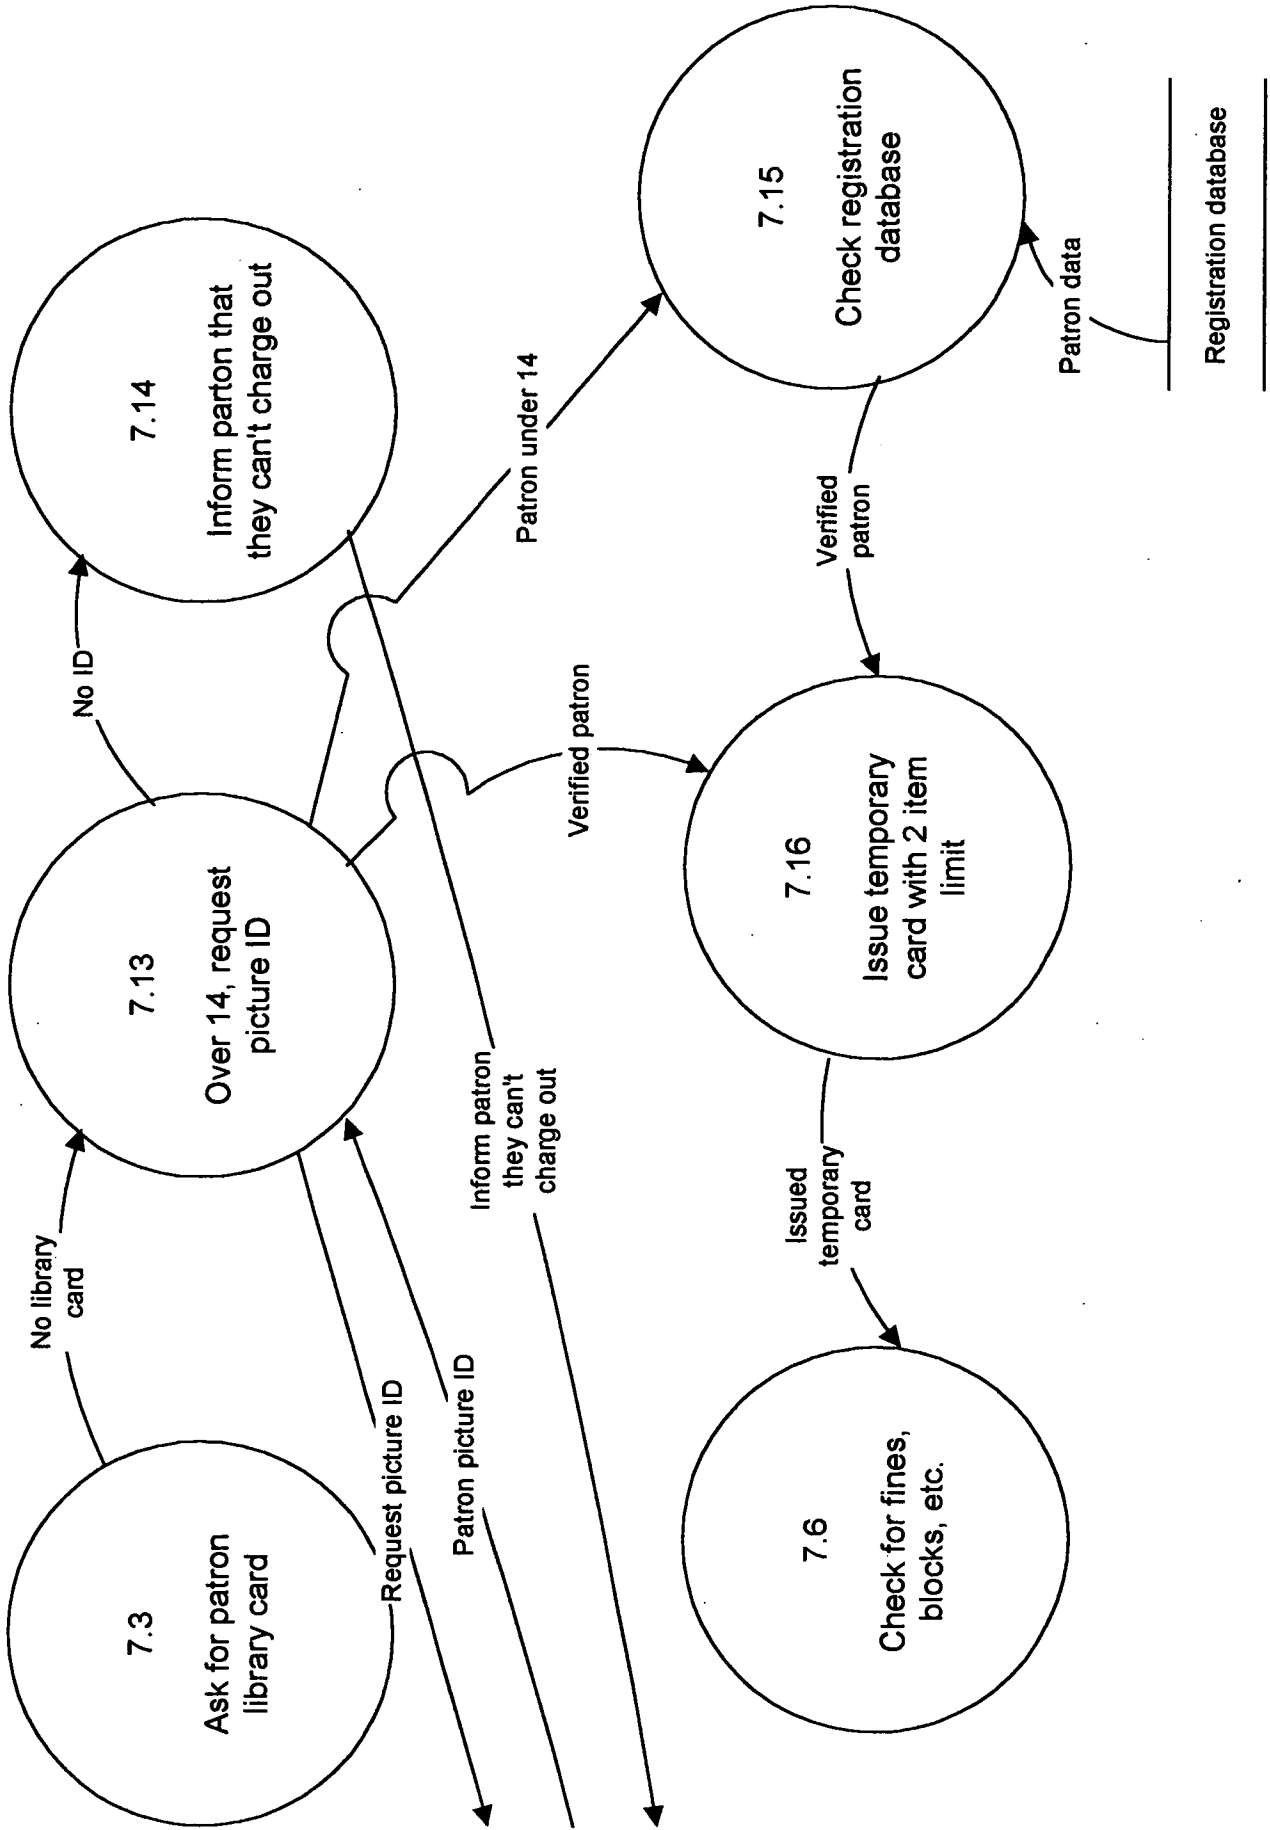 No library
card
No ID
7.3
Ask for patron
library card
7.13
Over 14, request
picture ID
7.14
Inform parton that
they can't charge out
Request picture ID
Patron picture ID
Inform patron
they can't
charge out
Verified patron
Patron under 14
7.6
Check for fines,
blocks, etc.
Issued
temporary
card
7.16
Issue temporary
card with 2 item
limit
Verified
patron
7.15
Check registration
database
Patron data
Registration database